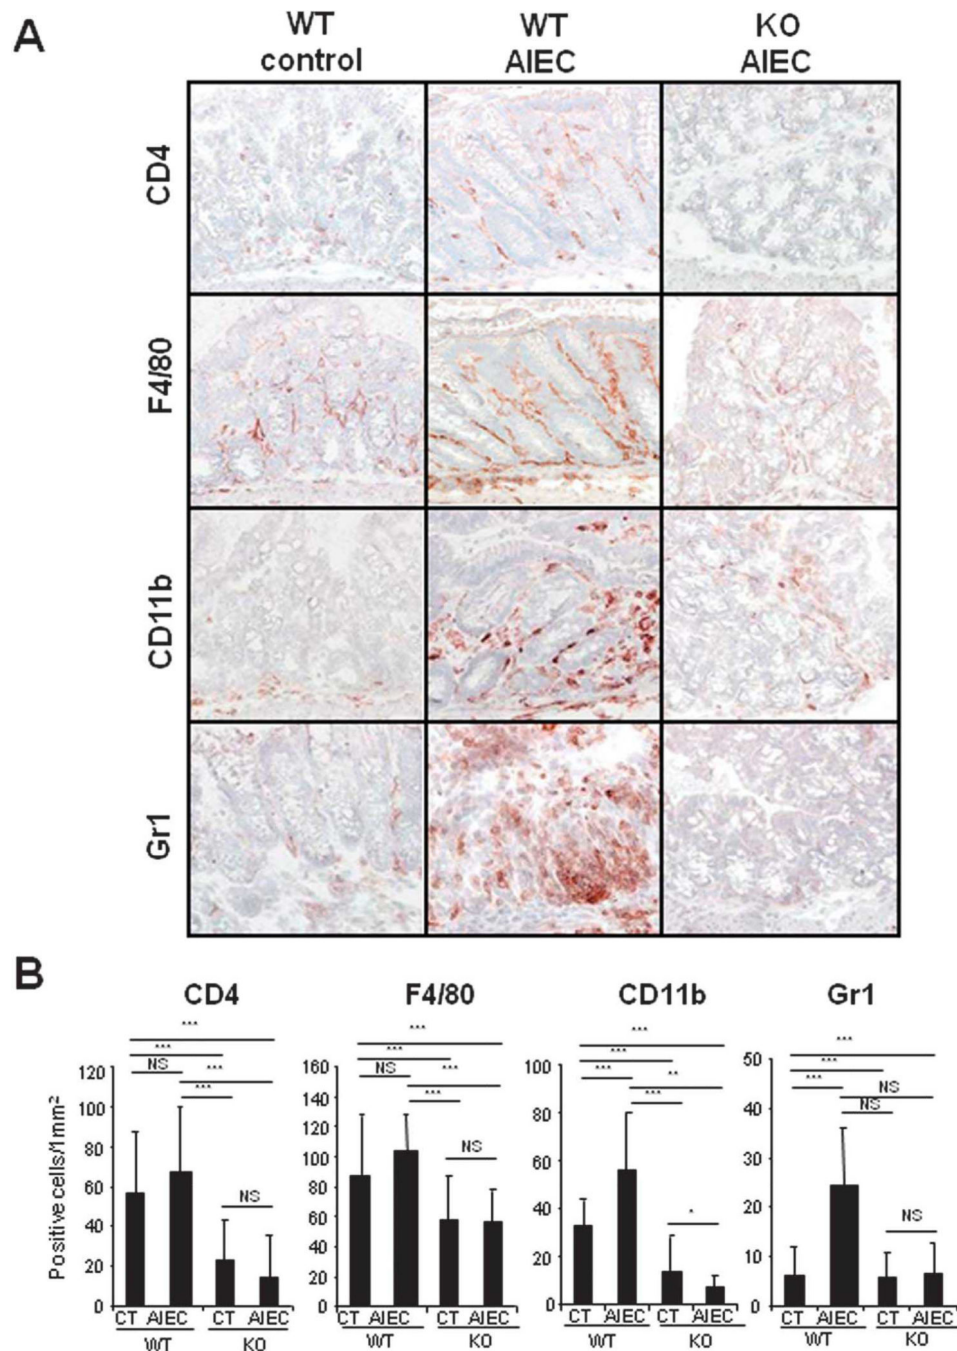 A
WT control
WT AIEC
KO AIEC
CD4
F4/80
CD11b
Gr1
B
CD4
F4/80
CD11b
Gr1
Positive cells/1mm²
***
***
NS
***
***
NS
120
100
80
60
40
20
0
CT AIEC CT AIEC
WT KO
***
***
NS
***
***
NS
160
140
120
100
80
60
40
20
0
CT AIEC CT AIEC
WT KO
***
***
***
**
***
*
100
80
60
40
20
0
CT AIEC CT AIEC
WT KO
***
***
***
NS
NS
NS
50
40
30
20
10
0
CT AIEC CT AIEC
WT KO